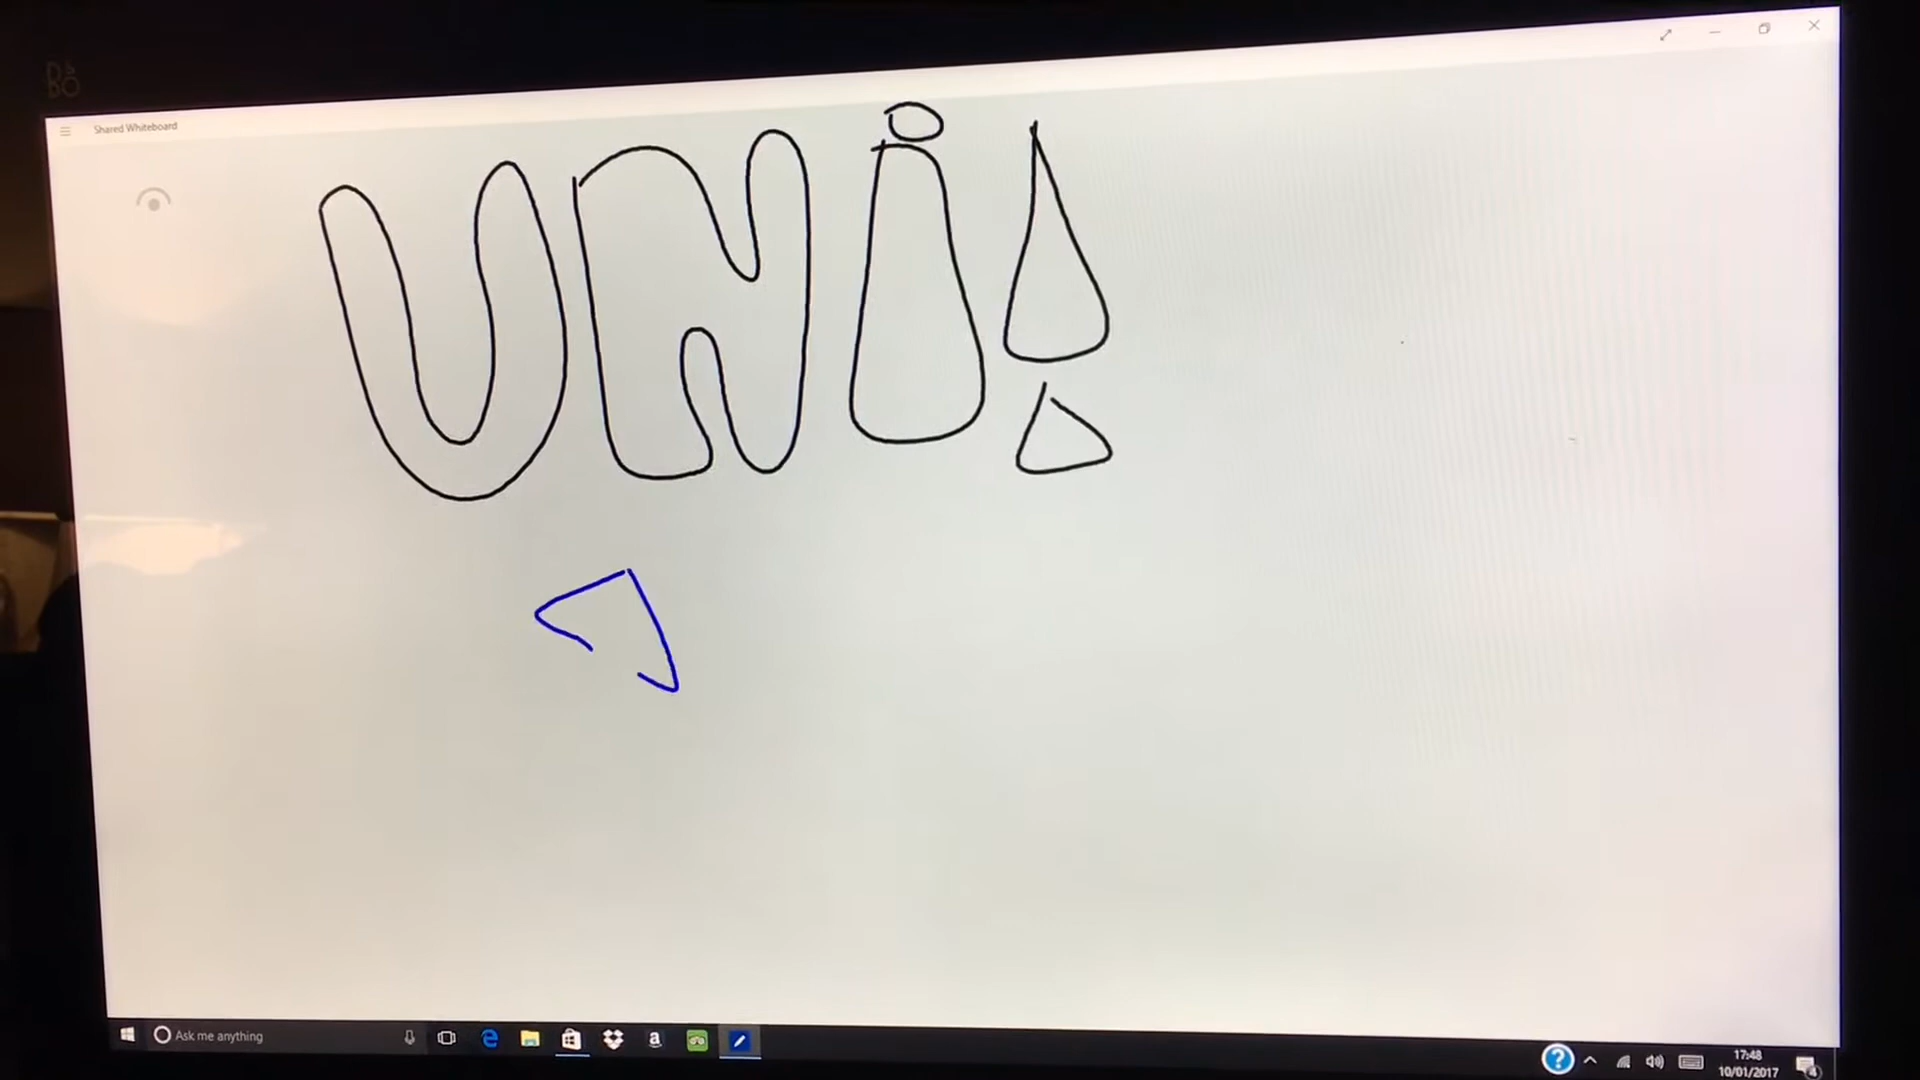 Shared Whiteboard
UNi!
Ask me anything
17:48
10/01/2017